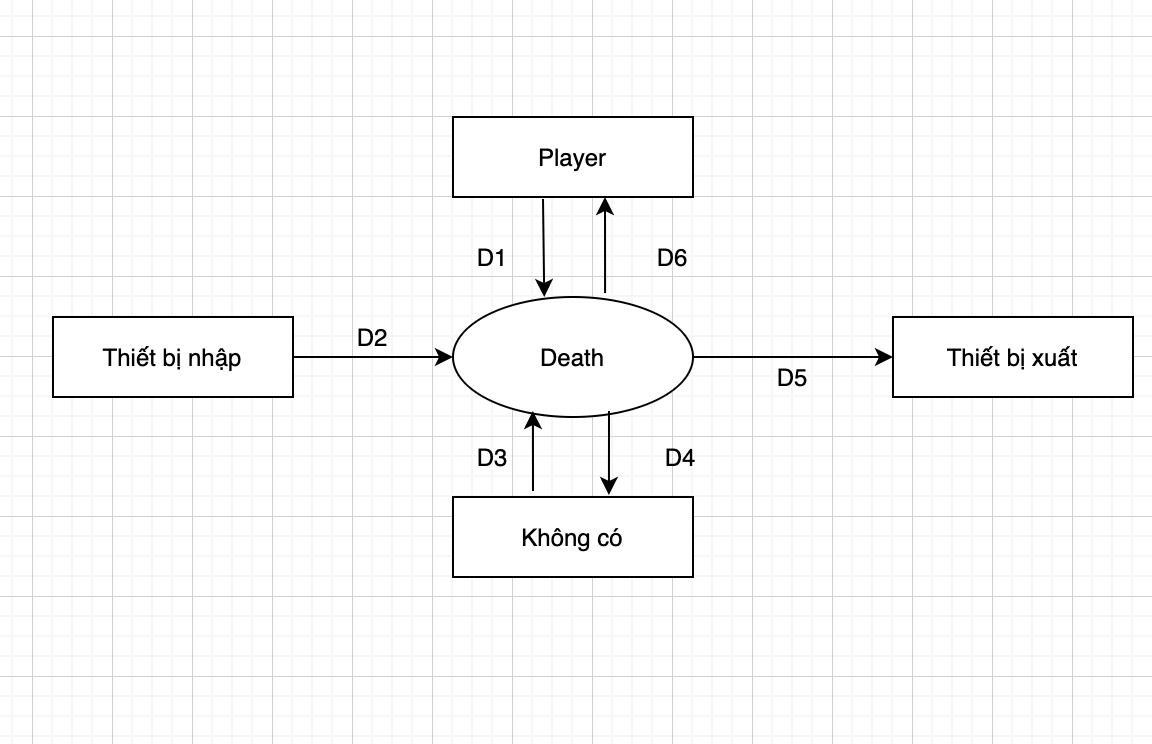 Player
D1
D6
D2
Thiết bị nhập
Death
Thiết bị xuất
D5
D3
D4
Không có